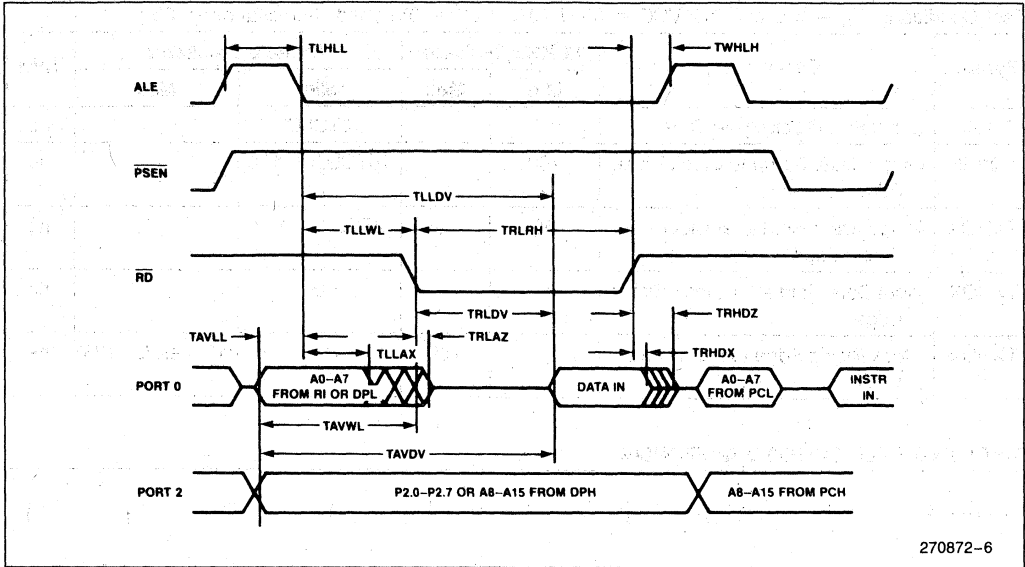 TLHLL
TWHLH
ALE
PSEN
TLLDV
TLLWL
TRLRH
RD
TRLDV
TRHDZ
TAVLL
TRLAZ
TLLAX
TRHDX
PORT 0
A0–A7
FROM RI OR DPL
DATA IN
A0–A7
FROM PCL
INSTR
IN.
TAVWL
TAVDV
PORT 2
P2.0–P2.7 OR A8–A15 FROM DPH
A8–A15 FROM PCH
270872–6